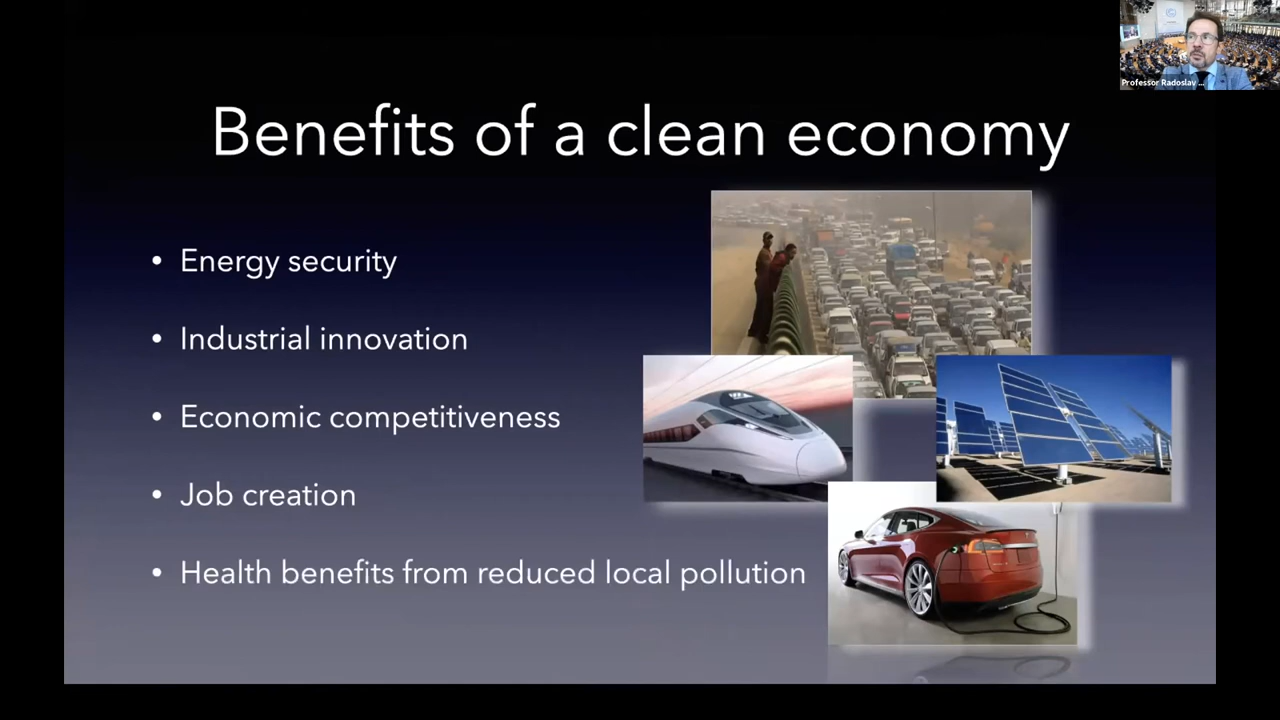 Professor Radoslav ...
Benefits of a clean economy
• Energy security
• Industrial innovation
• Economic competitiveness
• Job creation
• Health benefits from reduced local pollution